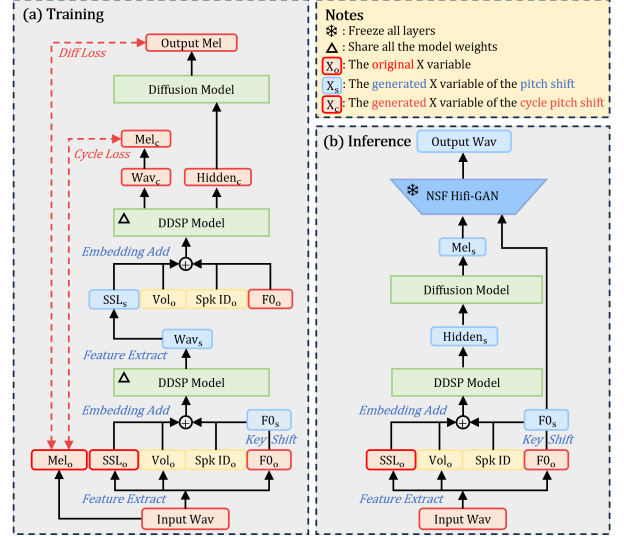 (a) Training
Output Mel
Diff Loss
Diffusion Model
Mel_c
Cycle Loss
Wav_c
Hidden_c
DDSP Model
Embedding Add
SSL_s
Vol_o
Spk ID_o
F0_o
Wav_s
Feature Extract
DDSP Model
Embedding Add
F0_s
Key Shift
Mel_o
SSL_o
Vol_o
Spk ID_o
F0_o
Feature Extract
Input Wav
Notes
: Freeze all layers
: Share all the model weights
X_o : The original X variable
X_s : The generated X variable of the pitch shift
X_c : The generated X variable of the cycle pitch shift
(b) Inference
Output Wav
NSF Hifi-GAN
Mel_s
Diffusion Model
Hidden_s
DDSP Model
Embedding Add
F0_s
Key Shift
SSL_o
Vol_o
Spk ID
F0_o
Feature Extract
Input Wav